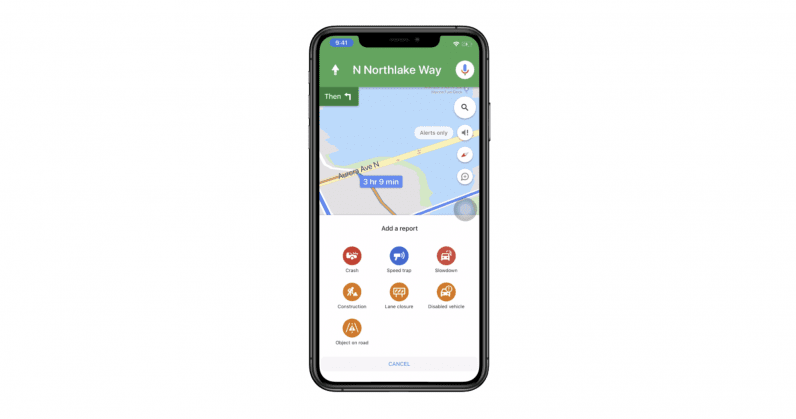 9:41
N Northlake Way
Then
Alerts only
Aurora Ave N
3 hr 9 min
Add a report
Crash
Speed trap
Slowdown
Construction
Lane closure
Disabled vehicle
Object on road
CANCEL